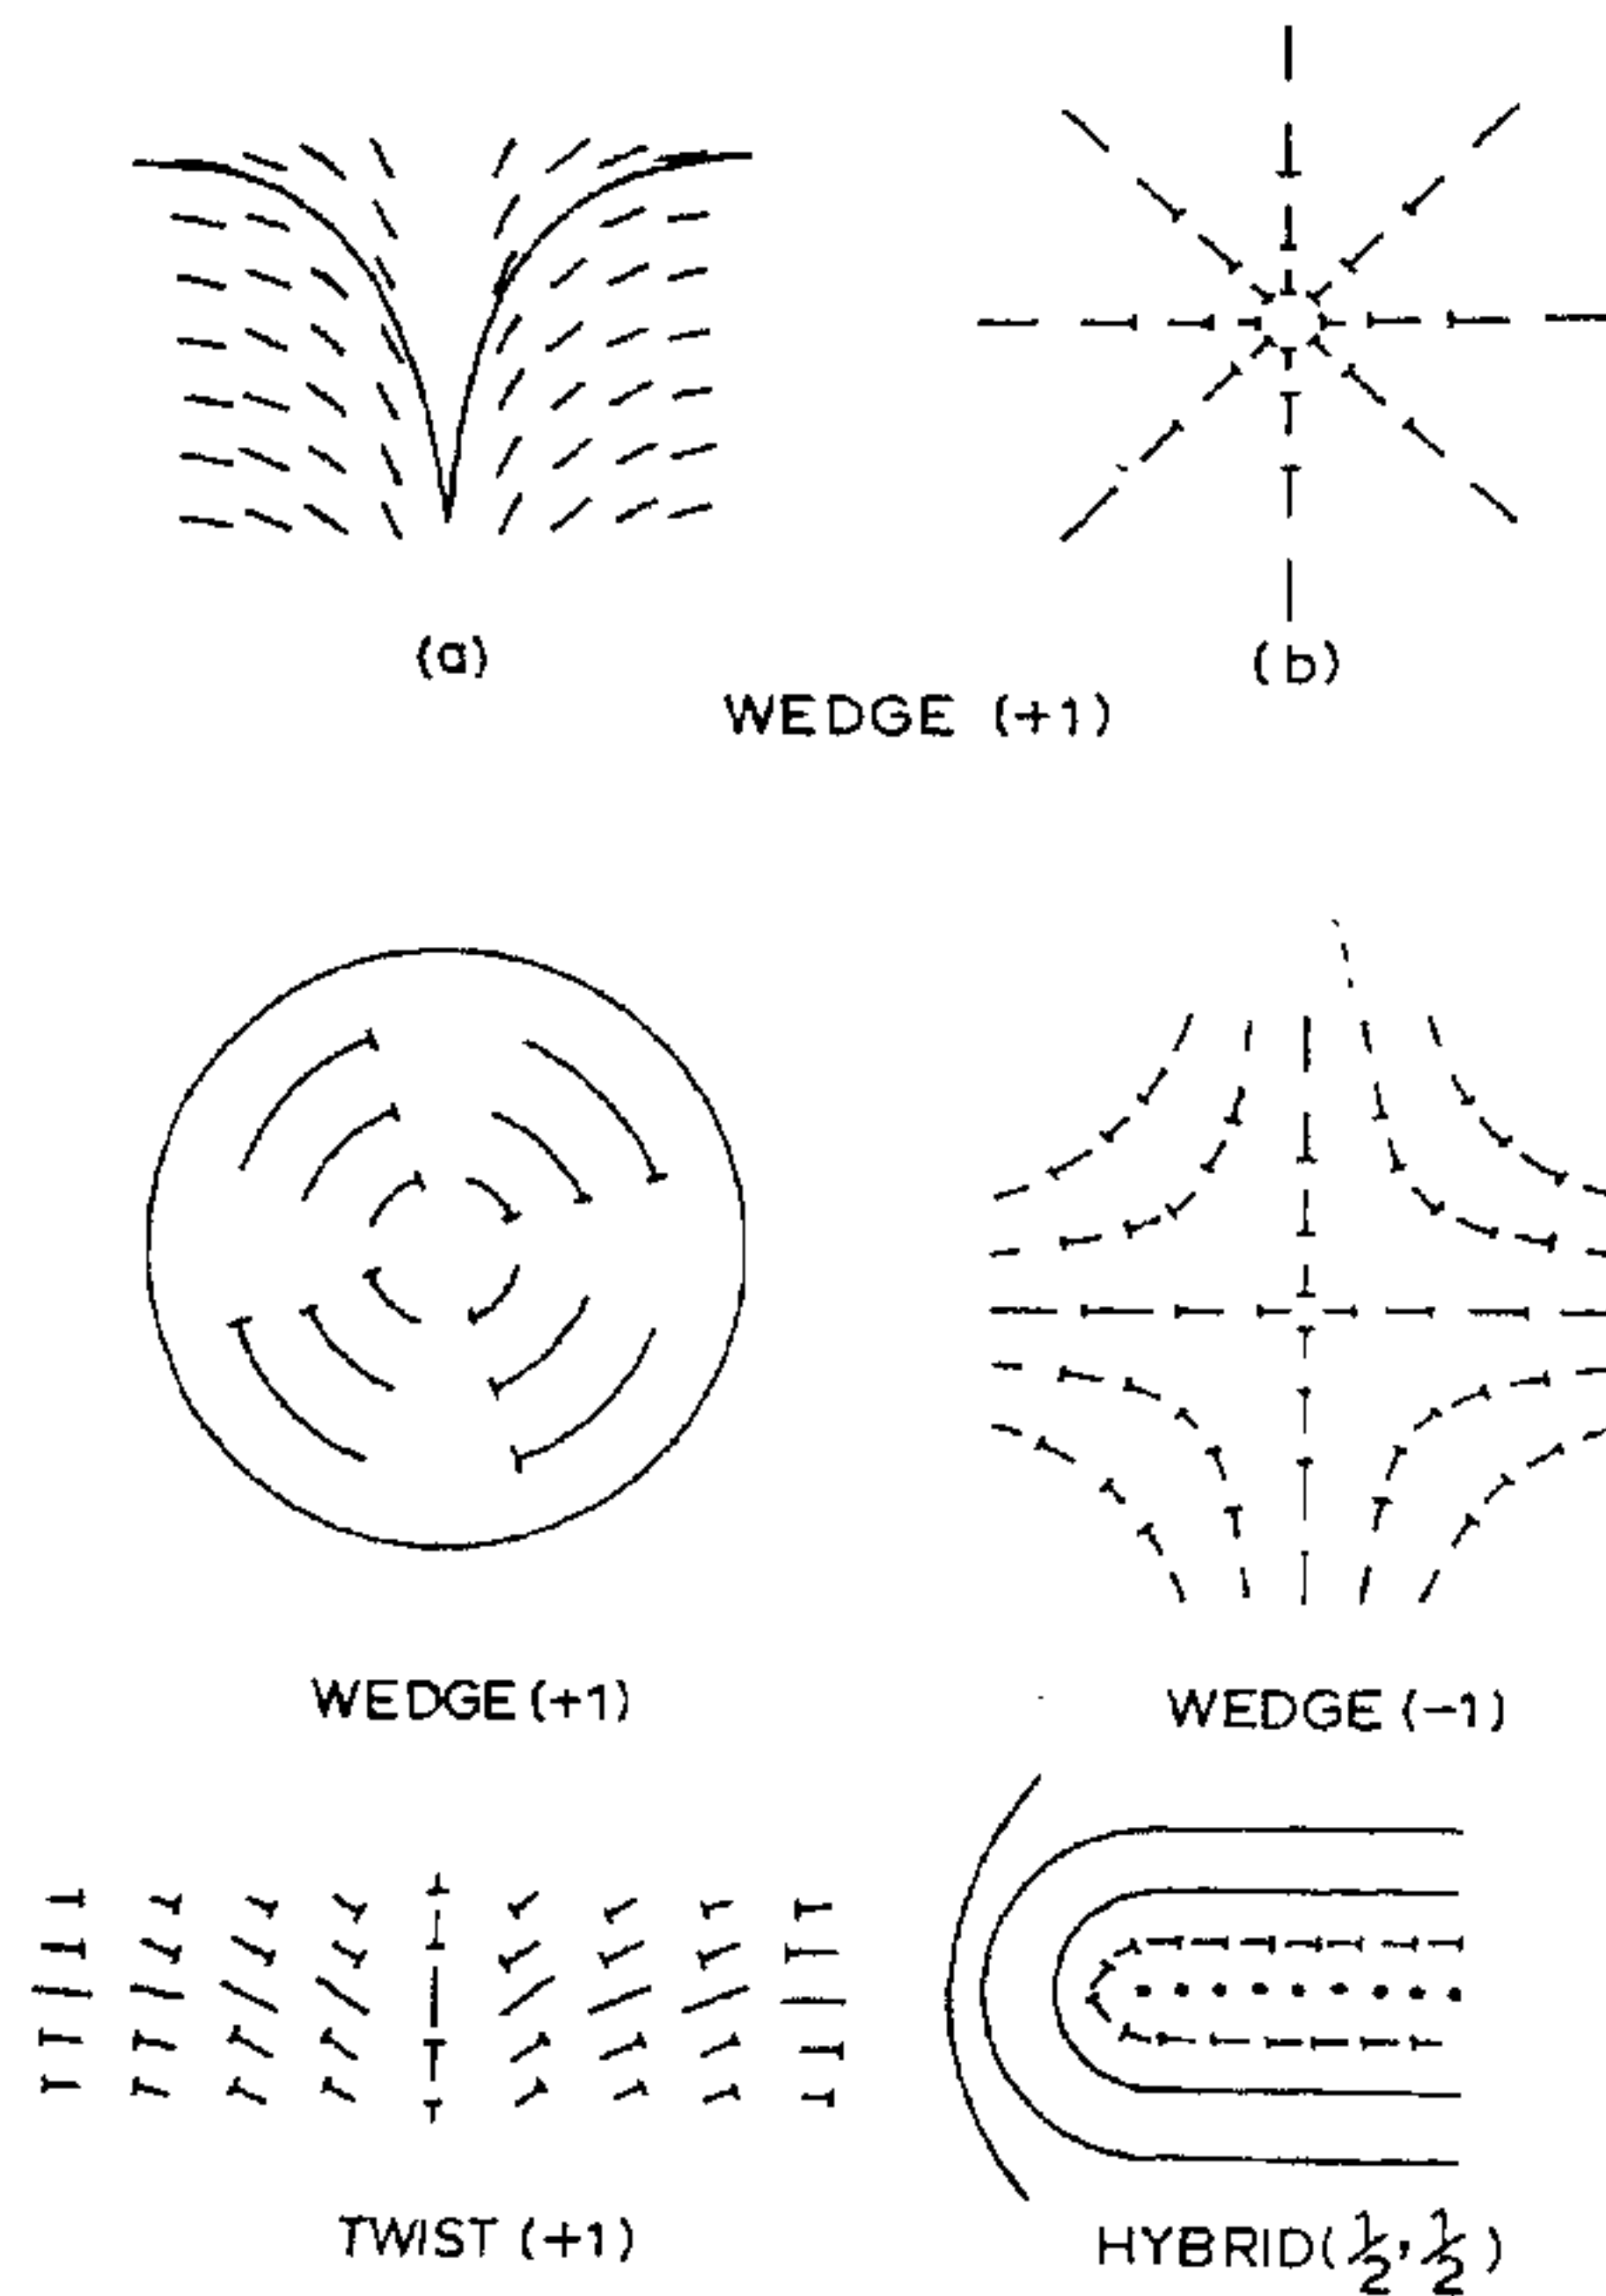 (a) (b)
WEDGE (+1)
WEDGE (+1) WEDGE (−1)
TWIST (+1) HYBRID (½, ½)